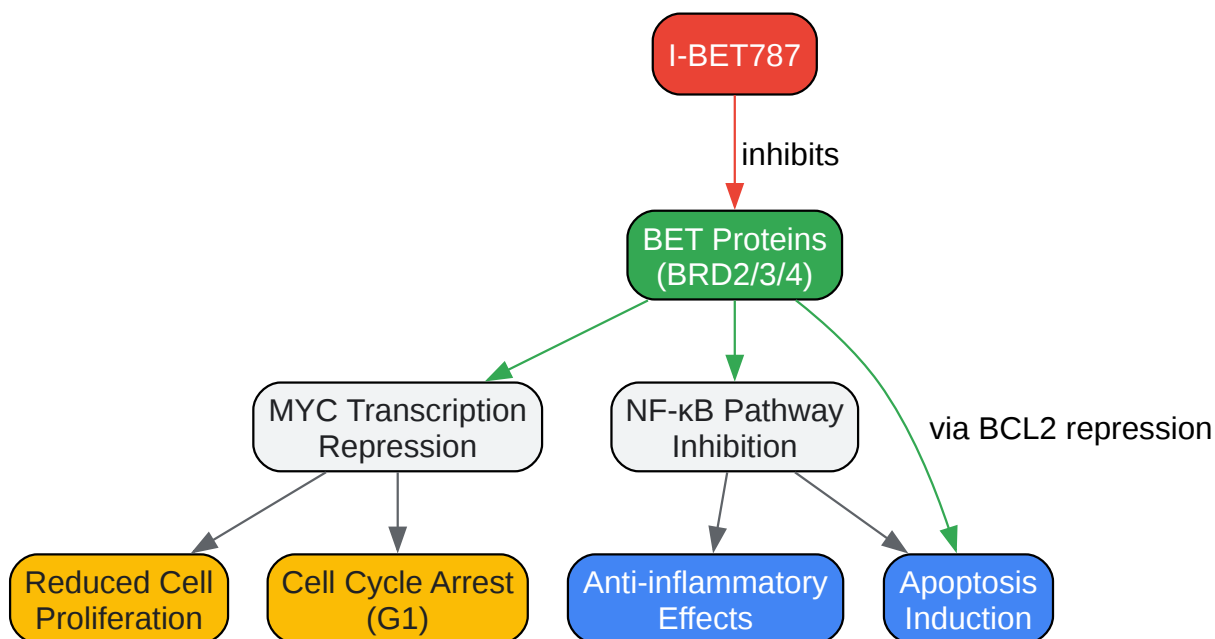 I-BET787
inhibits
BET Proteins
(BRD2/3/4)
MYC Transcription
Repression
NF-κB Pathway
Inhibition
via BCL2 repression
Reduced Cell
Proliferation
Cell Cycle Arrest
(G1)
Anti-inflammatory
Effects
Apoptosis
Induction